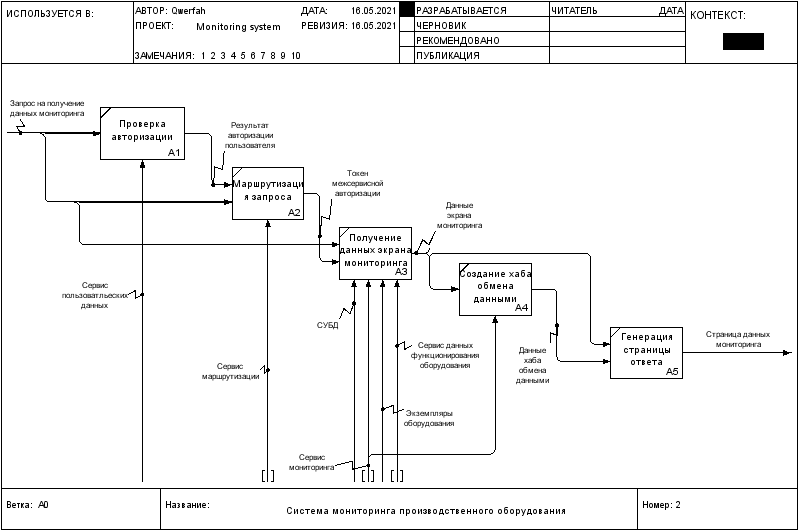 ИСПОЛЬЗУЕТСЯ В:
АВТОР: Qwerfah
ДАТА: 16.05.2021
ПРОЕКТ: Monitoring system
РЕВИЗИЯ: 16.05.2021
ЗАМЕЧАНИЯ: 1 2 3 4 5 6 7 8 9 10
РАЗРАБАТЫВАЕТСЯ
ЧЕРНОВИК
РЕКОМЕНДОВАНО
ПУБЛИКАЦИЯ
ЧИТАТЕЛЬ
ДАТА
КОНТЕКСТ:
Запрос на получение
данных мониторинга
Проверка
авторизации
A1
Результат
авторизации
пользователя
Маршрутизаци
я запроса
A2
Токен
межсервисной
авторизации
Получение
данных экрана
мониторинга
A3
Данные
экрана
мониторинга
Создание хаба
обмена
данными
A4
Данные
хаба
обмена
данными
Генерация
страницы
ответа
A5
Страница данных
мониторинга
Сервис
пользовательеских
данных
Сервис
маршрутизации
СУБД
Сервис данных
функционирования
оборудования
Экземпляры
оборудования
Сервис
мониторинга
Ветка: A0
Название:
Система мониторинга производственного оборудования
Номер: 2